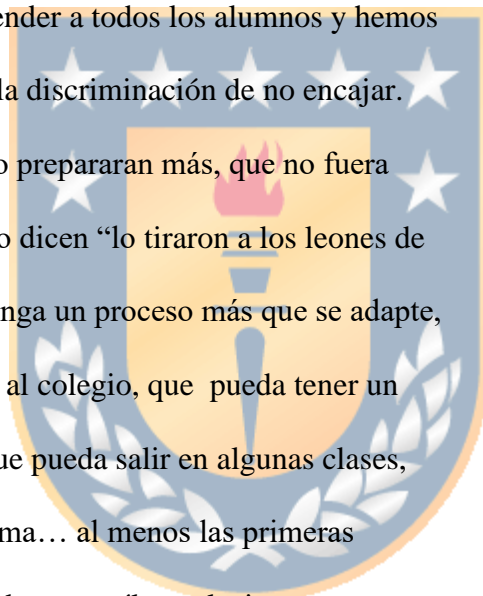 ender a todos los alumnos y hemos
la discriminación de no encajar.
o prepararan más, que no fuera
o dicen “lo tiraron a los leones de
nga un proceso más que se adapte,
al colegio, que pueda tener un
ue pueda salir en algunas clases,
ma… al menos las primeras